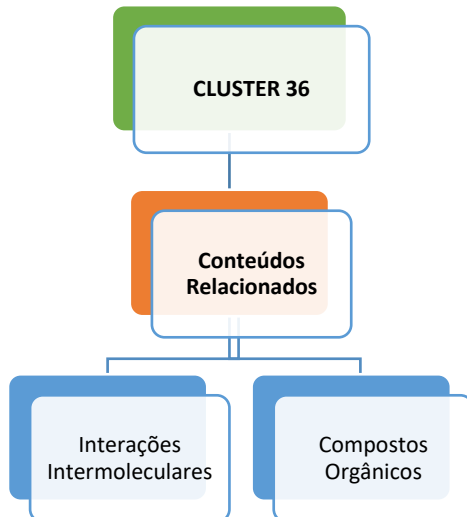 CLUSTER 36
Conteúdos
Relacionados
Interações
Intermoleculares
Compostos
Orgânicos